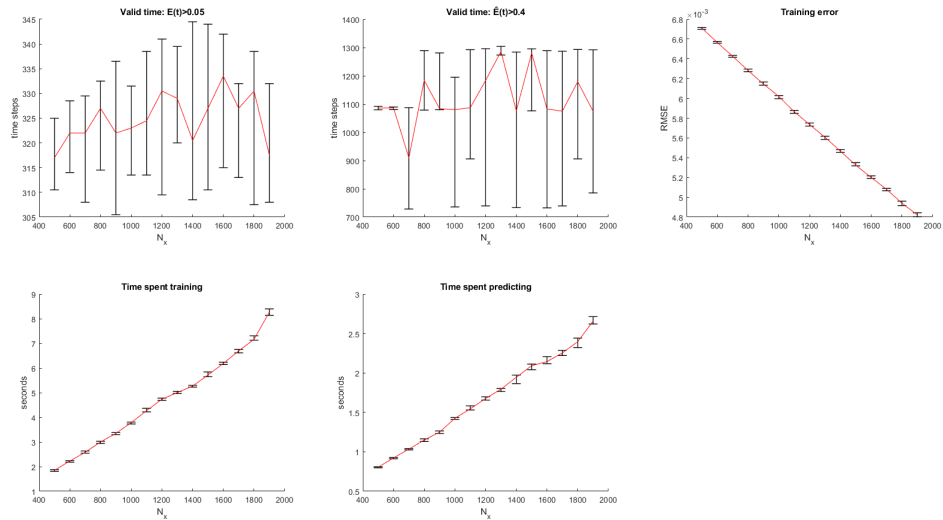 Valid time: E(t)>0.05
345
340
335
330
325
320
315
310
305
time steps
400 600 800 1000 1200 1400 1600 1800 2000
N_x
Valid time: Ê(t)>0.4
1400
1300
1200
1100
1000
900
800
700
time steps
400 600 800 1000 1200 1400 1600 1800 2000
N_x
Training error
×10⁻³
6.8
6.6
6.4
6.2
6
5.8
5.6
5.4
5.2
5
4.8
RMSE
400 600 800 1000 1200 1400 1600 1800 2000
N_x
Time spent training
9
8
7
6
5
4
3
2
1
seconds
400 600 800 1000 1200 1400 1600 1800 2000
N_x
Time spent predicting
3
2.5
2
1.5
1
0.5
seconds
400 600 800 1000 1200 1400 1600 1800 2000
N_x